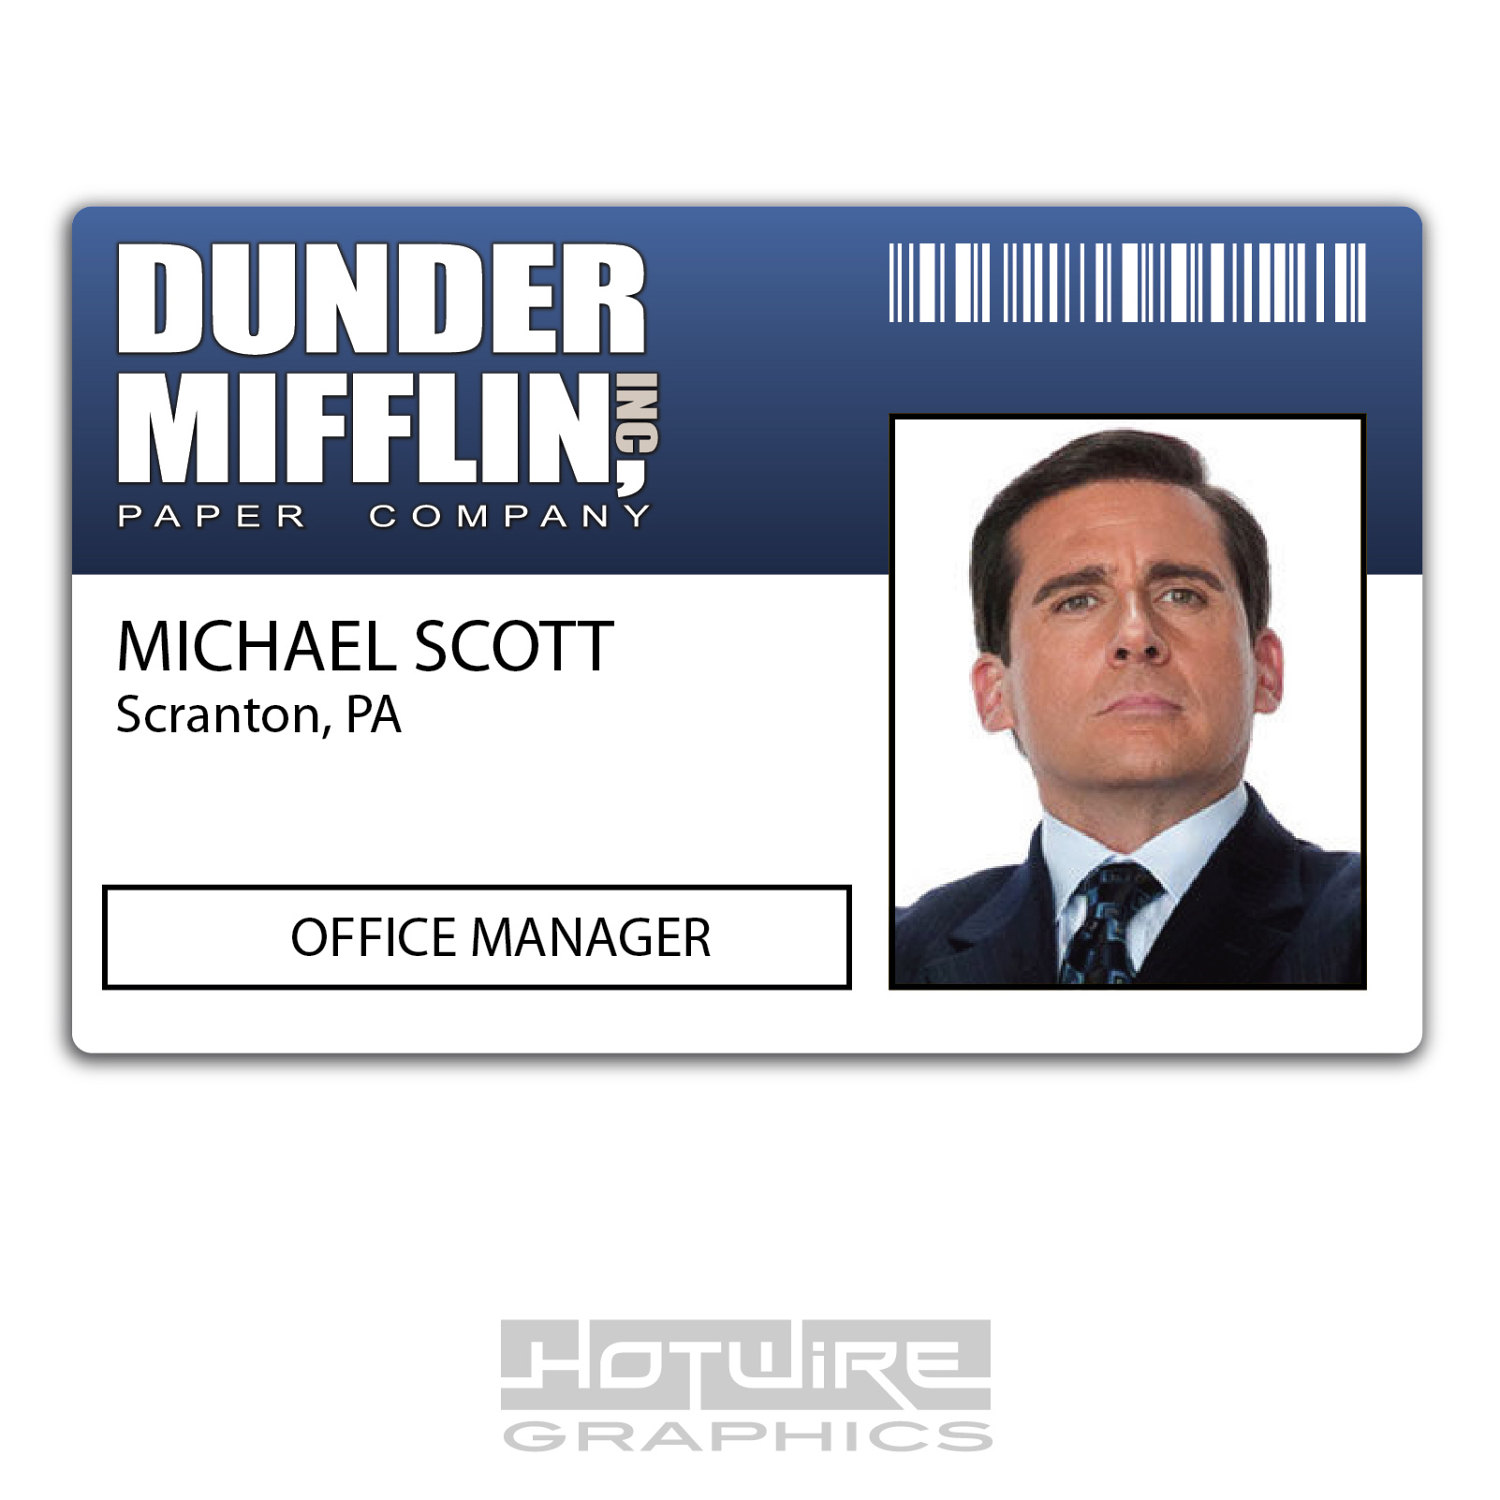 DUNDER
MIFFLIN, INC
PAPER COMPANY
MICHAEL SCOTT
Scranton, PA
OFFICE MANAGER
HOTWIRE
GRAPHICS